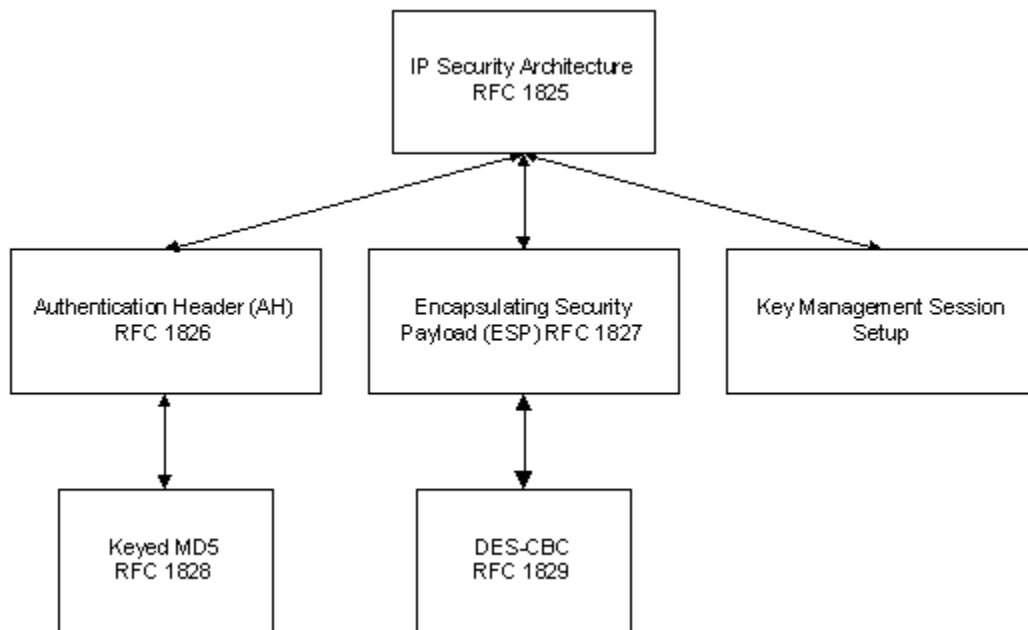 IP Security Architecture
RFC 1825
Authentication Header (AH)
RFC 1826
Encapsulating Security
Payload (ESP) RFC 1827
Key Management Session
Setup
Keyed MD5
RFC 1828
DES-CBC
RFC 1829